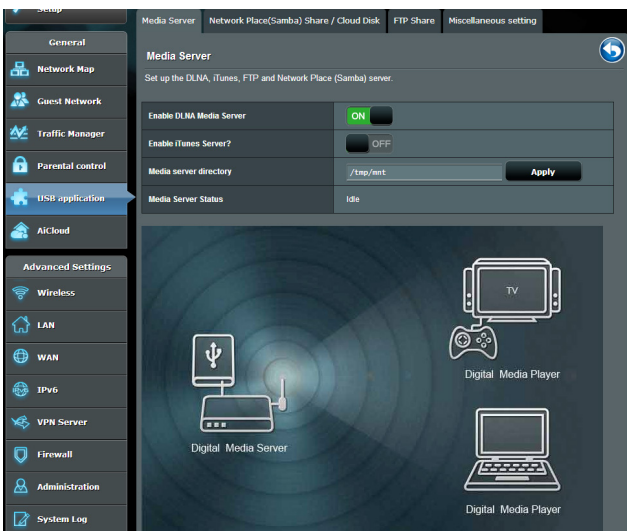 Setup
General
Network Map
Guest Network
Traffic Manager
Parental control
USB application
AiCloud
Advanced Settings
Wireless
LAN
WAN
IPv6
VPN Server
Firewall
Administration
System Log
Media Server Network Place(Samba) Share / Cloud Disk FTP Share Miscellaneous setting
Media Server
Set up the DLNA, iTunes, FTP and Network Place (Samba) server.
Enable DLNA Media Server ON
Enable iTunes Server? OFF
Media server directory /tmp/mnt Apply
Media Server Status Idle
TV
Digital Media Player
Digital Media Server
Digital Media Player